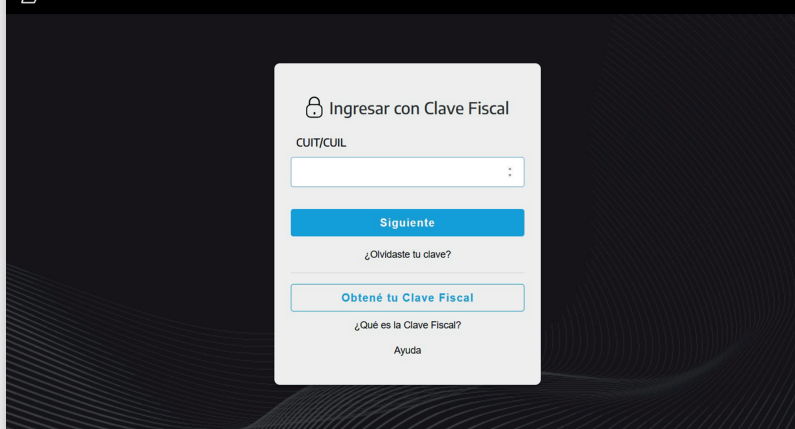 Ingresar con Clave Fiscal
CUIT/CUIL
Siguiente
¿Olvidaste tu clave?
Obtené tu Clave Fiscal
¿Qué es la Clave Fiscal?
Ayuda